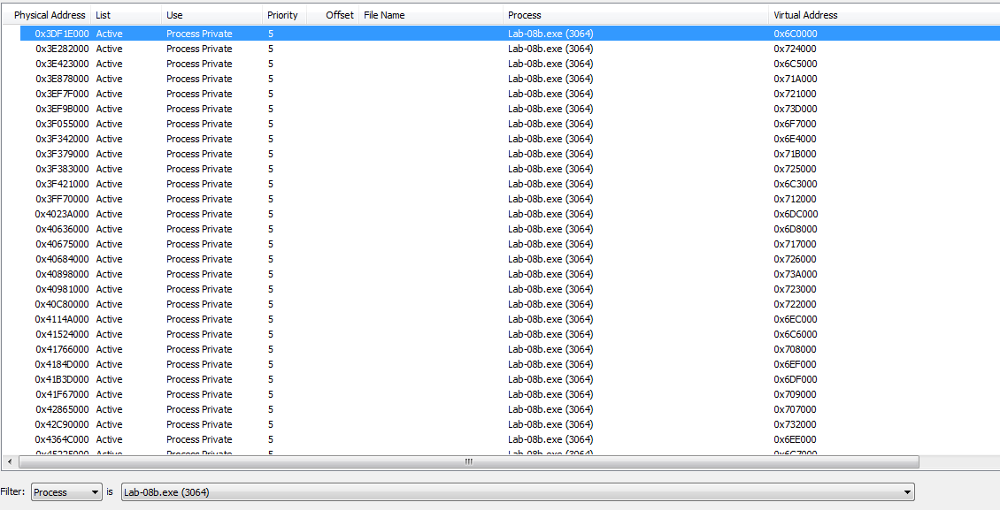 Physical Address List Use Priority Offset File Name Process Virtual Address
0x3DF1E000 Active Process Private 5 Lab-08b.exe (3064) 0x6C0000
0x3E282000 Active Process Private 5 Lab-08b.exe (3064) 0x724000
0x3E423000 Active Process Private 5 Lab-08b.exe (3064) 0x6C5000
0x3E878000 Active Process Private 5 Lab-08b.exe (3064) 0x71A000
0x3EF7F000 Active Process Private 5 Lab-08b.exe (3064) 0x721000
0x3EF9B000 Active Process Private 5 Lab-08b.exe (3064) 0x73D000
0x3F055000 Active Process Private 5 Lab-08b.exe (3064) 0x6F7000
0x3F342000 Active Process Private 5 Lab-08b.exe (3064) 0x6E4000
0x3F379000 Active Process Private 5 Lab-08b.exe (3064) 0x71B000
0x3F383000 Active Process Private 5 Lab-08b.exe (3064) 0x725000
0x3F421000 Active Process Private 5 Lab-08b.exe (3064) 0x6C3000
0x3FF70000 Active Process Private 5 Lab-08b.exe (3064) 0x712000
0x4023A000 Active Process Private 5 Lab-08b.exe (3064) 0x6DC000
0x40636000 Active Process Private 5 Lab-08b.exe (3064) 0x6D8000
0x40675000 Active Process Private 5 Lab-08b.exe (3064) 0x717000
0x40684000 Active Process Private 5 Lab-08b.exe (3064) 0x726000
0x40898000 Active Process Private 5 Lab-08b.exe (3064) 0x73A000
0x40981000 Active Process Private 5 Lab-08b.exe (3064) 0x723000
0x40C80000 Active Process Private 5 Lab-08b.exe (3064) 0x722000
0x4114A000 Active Process Private 5 Lab-08b.exe (3064) 0x6EC000
0x41524000 Active Process Private 5 Lab-08b.exe (3064) 0x6C6000
0x41766000 Active Process Private 5 Lab-08b.exe (3064) 0x708000
0x4184D000 Active Process Private 5 Lab-08b.exe (3064) 0x6EF000
0x41B3D000 Active Process Private 5 Lab-08b.exe (3064) 0x6DF000
0x41F67000 Active Process Private 5 Lab-08b.exe (3064) 0x709000
0x42865000 Active Process Private 5 Lab-08b.exe (3064) 0x707000
0x42C90000 Active Process Private 5 Lab-08b.exe (3064) 0x732000
0x4364C000 Active Process Private 5 Lab-08b.exe (3064) 0x6EE000
Active Process Private 5 Lab-08b.exe (3064)
Filter: Process is Lab-08b.exe (3064)